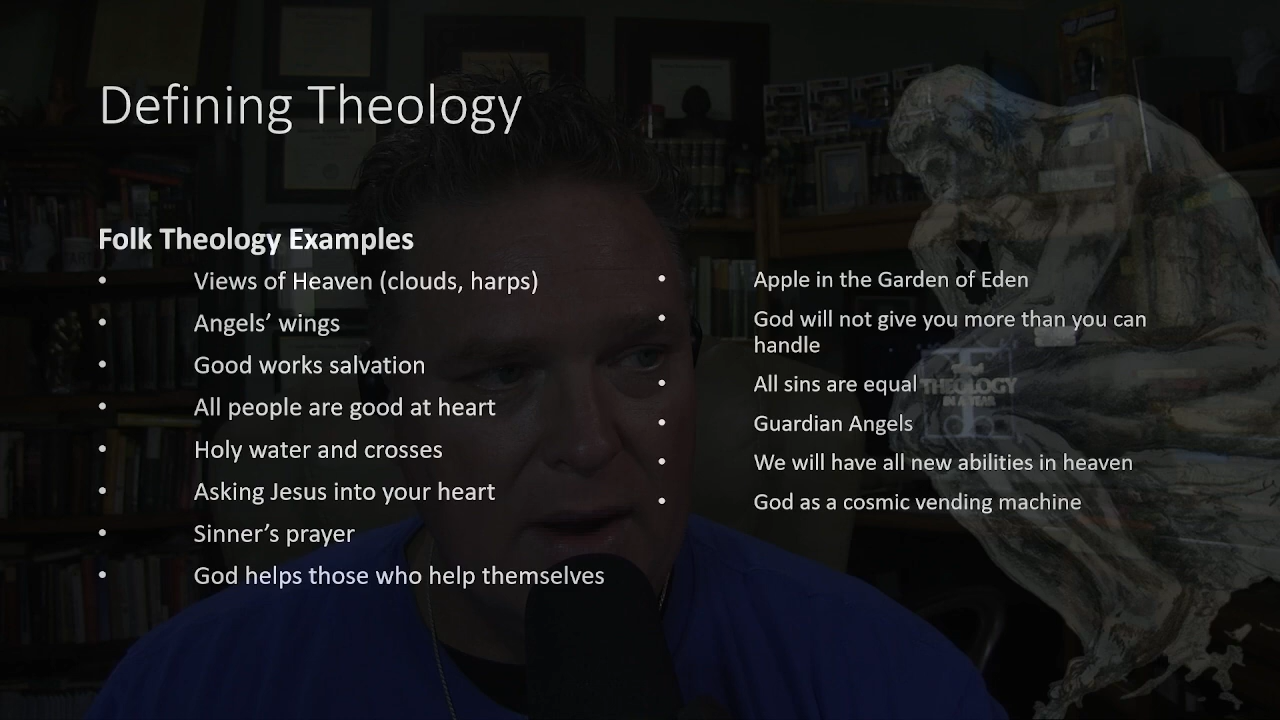 Defining Theology
Folk Theology Examples
• Views of Heaven (clouds, harps)
• Angels’ wings
• Good works salvation
• All people are good at heart
• Holy water and crosses
• Asking Jesus into your heart
• Sinner’s prayer
• God helps those who help themselves
• Apple in the Garden of Eden
• God will not give you more than you can
handle
• All sins are equal
• Guardian Angels
• We will have all new abilities in heaven
• God as a cosmic vending machine
THEOLOGY
IN A YEAR